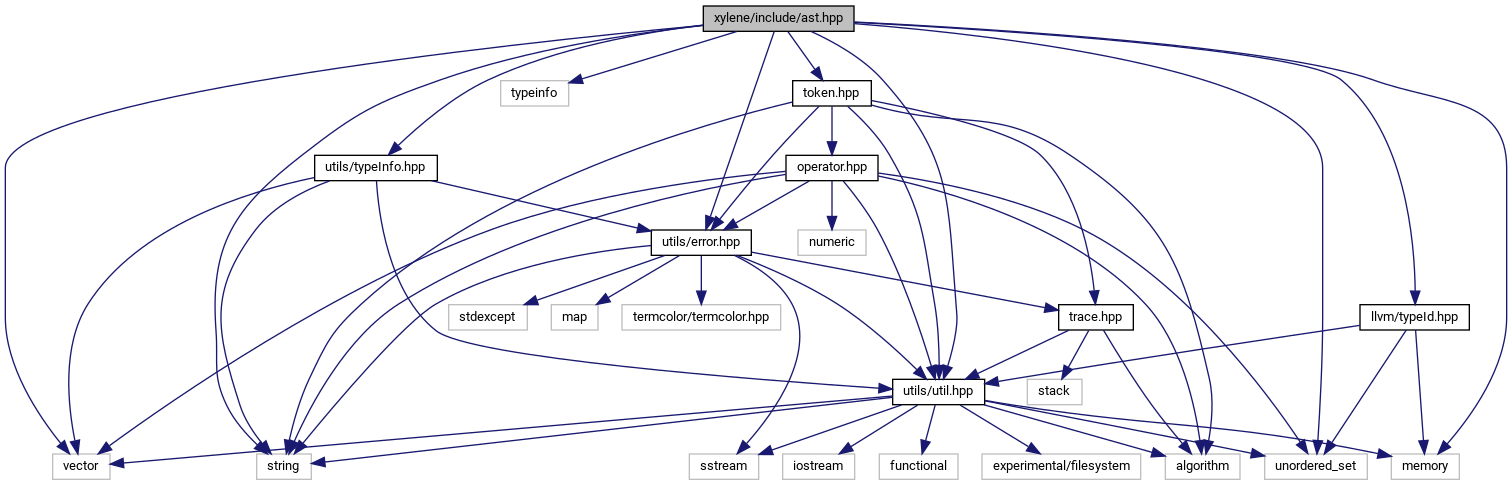 xylene/include/ast.hpp
typeinfo
token.hpp
utils/typeInfo.hpp
operator.hpp
utils/error.hpp
numeric
stdexcept
map
termcolor/termcolor.hpp
trace.hpp
llvm/typeId.hpp
utils/util.hpp
stack
vector
string
sstream
iostream
functional
experimental/filesystem
algorithm
unordered_set
memory